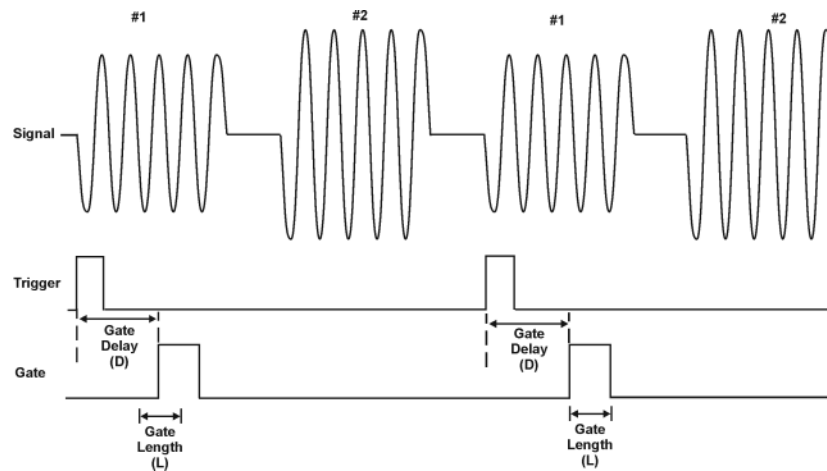 #1
#2
#1
#2
Signal
Trigger
Gate
Delay
(D)
Gate
Delay
(D)
Gate
Gate
Length
(L)
Gate
Length
(L)